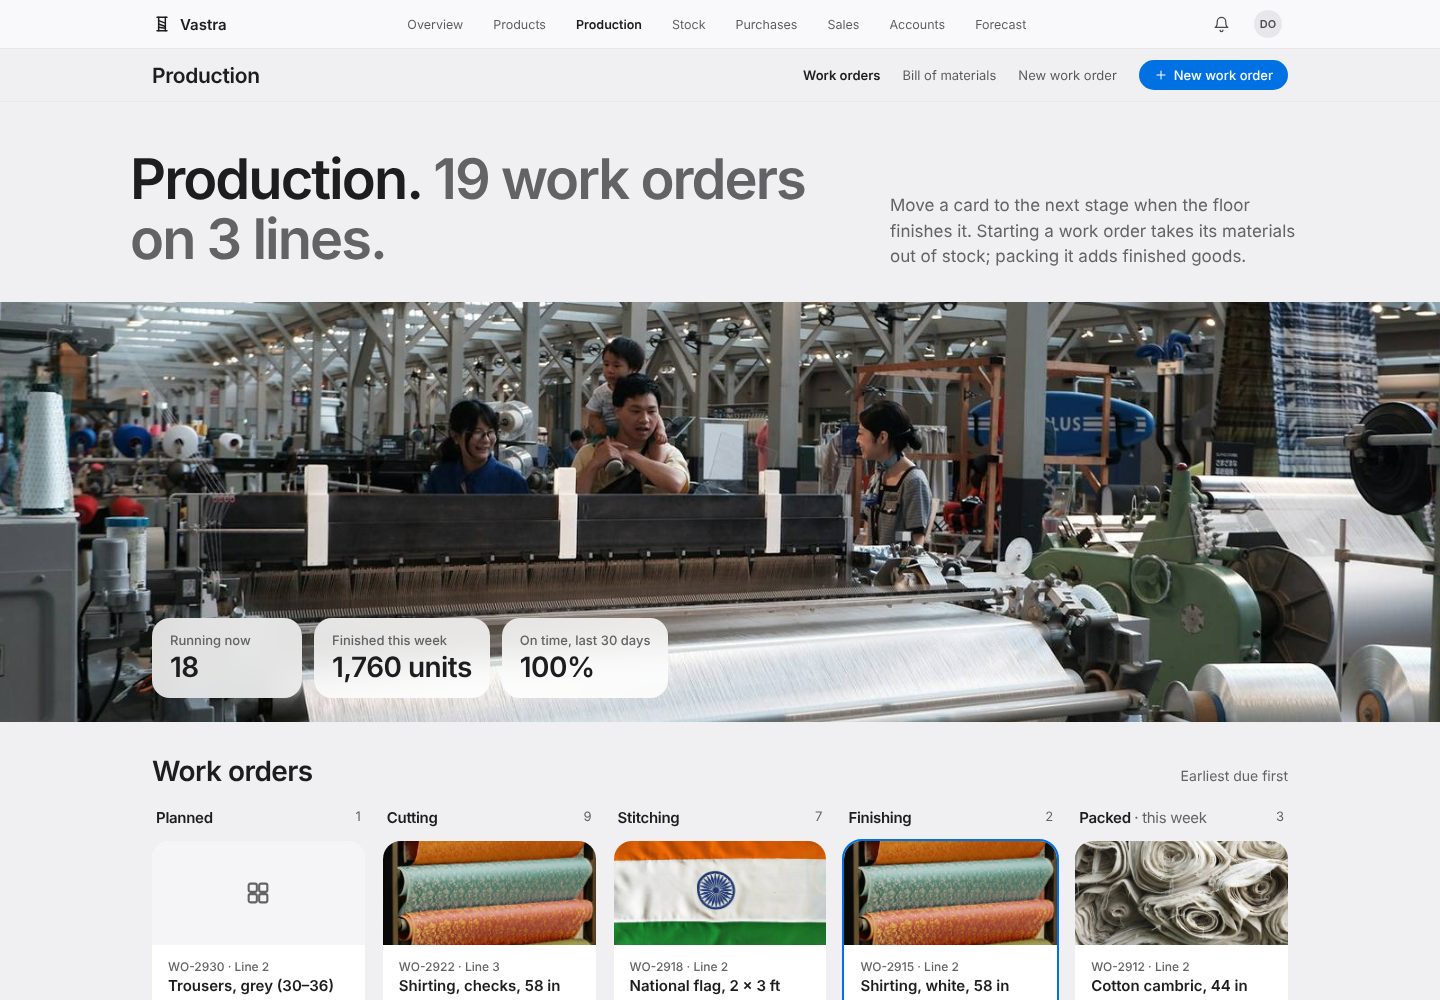 Vastra
Overview Products Production Stock Purchases Sales Accounts Forecast
DO
Production
Work orders Bill of materials New work order + New work order
Production. 19 work orders
on 3 lines.
Move a card to the next stage when the floor
finishes it. Starting a work order takes its materials
out of stock; packing it adds finished goods.
LUS
Running now
18
Finished this week
1,760 units
On time, last 30 days
100%
Work orders
Earliest due first
Planned 1
Cutting 9
Stitching 7
Finishing 2
Packed · this week 3
WO-2930 · Line 2
Trousers, grey (30–36)
WO-2922 · Line 3
Shirting, checks, 58 in
WO-2918 · Line 2
National flag, 2 × 3 ft
WO-2915 · Line 2
Shirting, white, 58 in
WO-2912 · Line 2
Cotton cambric, 44 in